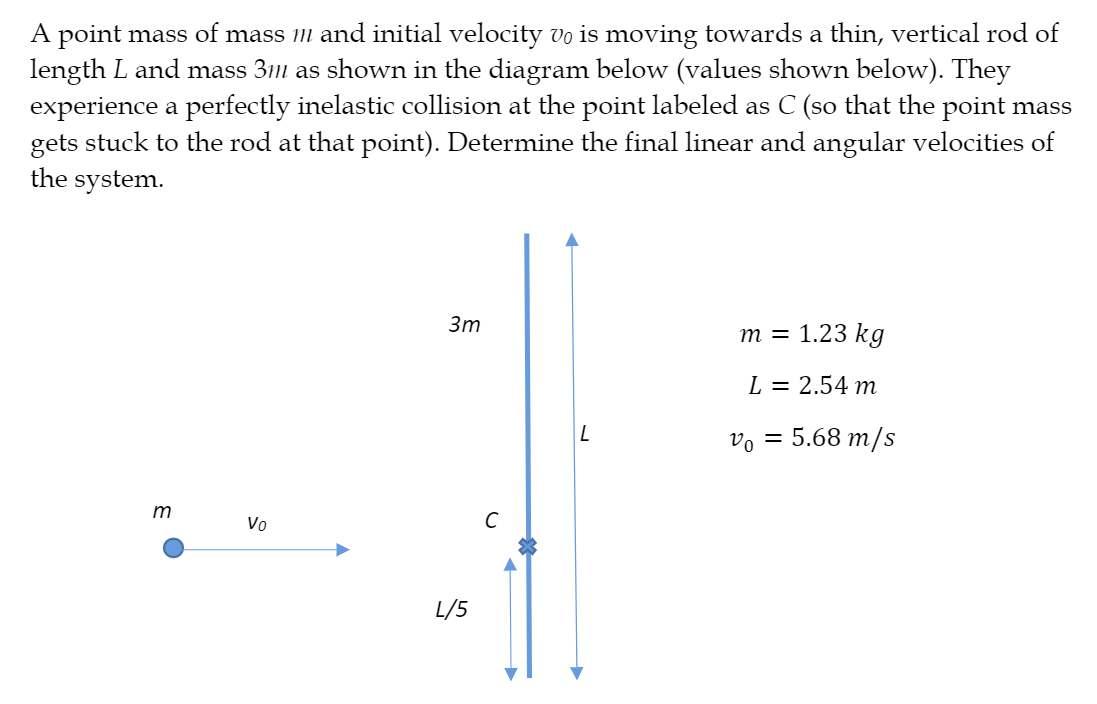 A point mass of mass m and initial velocity v₀ is moving towards a thin, vertical rod of
length L and mass 3m as shown in the diagram below (values shown below). They
experience a perfectly inelastic collision at the point labeled as C (so that the point mass
gets stuck to the rod at that point). Determine the final linear and angular velocities of
the system.
3m
m = 1.23 kg
L = 2.54 m
L
v₀ = 5.68 m/s
m
v₀
C
L/5